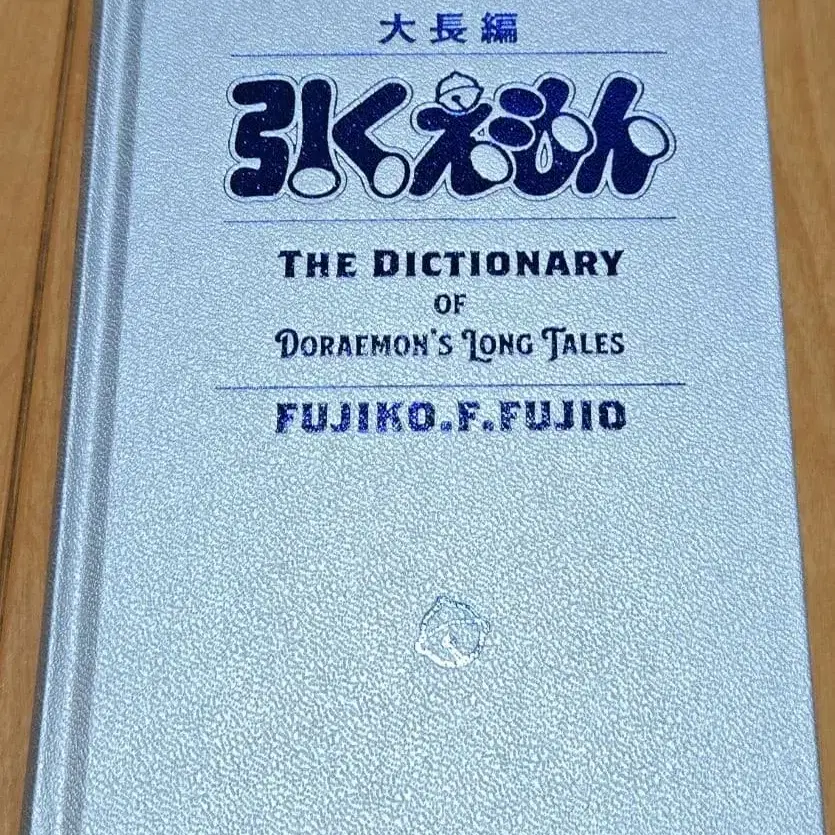 大長編
引くえもん
THE DICTIONARY
OF
DORAEMON'S LONG TALES
FUJIKO.F.FUJIO